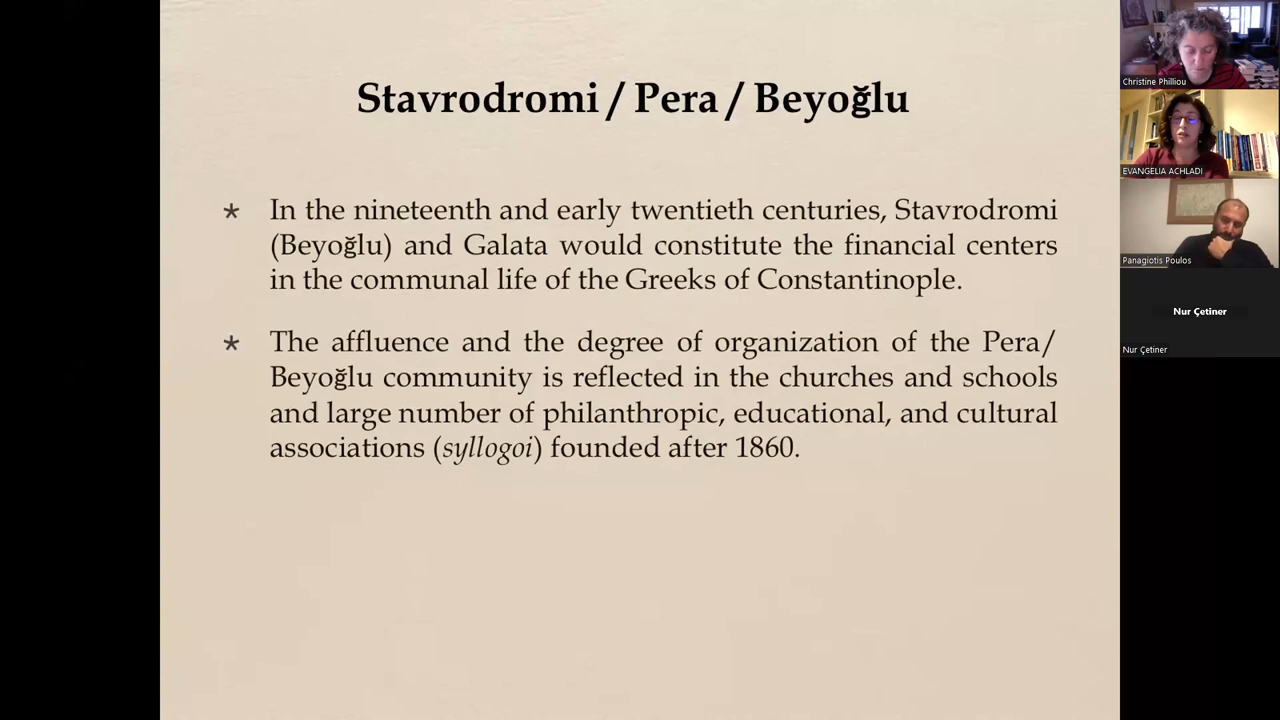 Stavrodromi / Pera / Beyoğlu
* In the nineteenth and early twentieth centuries, Stavrodromi
(Beyoğlu) and Galata would constitute the financial centers
in the communal life of the Greeks of Constantinople.
* The affluence and the degree of organization of the Pera/
Beyoğlu community is reflected in the churches and schools
and large number of philanthropic, educational, and cultural
associations (syllogoi) founded after 1860.
Christine Philliou
EVANGELIA ACHLADI
Panagiotis Poulos
Nur Çetiner
Nur Çetiner